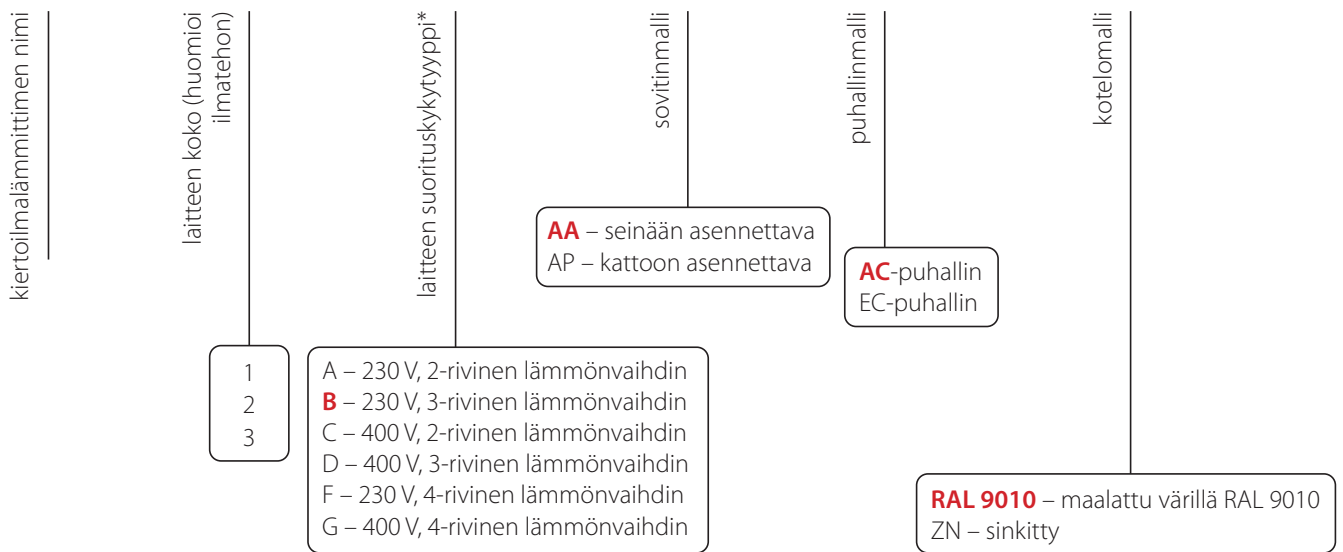 kiertoilmalämmittimen nimi
laitteen koko (huomioi
ilmatehon)
laitteen suorituskykytyyppi*
sovitinmalli
puhallinmalli
kotelomalli
1
2
3
A – 230 V, 2-rivinen lämmönvaihdin
B – 230 V, 3-rivinen lämmönvaihdin
C – 400 V, 2-rivinen lämmönvaihdin
D – 400 V, 3-rivinen lämmönvaihdin
F – 230 V, 4-rivinen lämmönvaihdin
G – 400 V, 4-rivinen lämmönvaihdin
AA – seinään asennettava
AP – kattoon asennettava
AC-puhallin
EC-puhallin
RAL 9010 – maalattu värillä RAL 9010
ZN – sinkitty